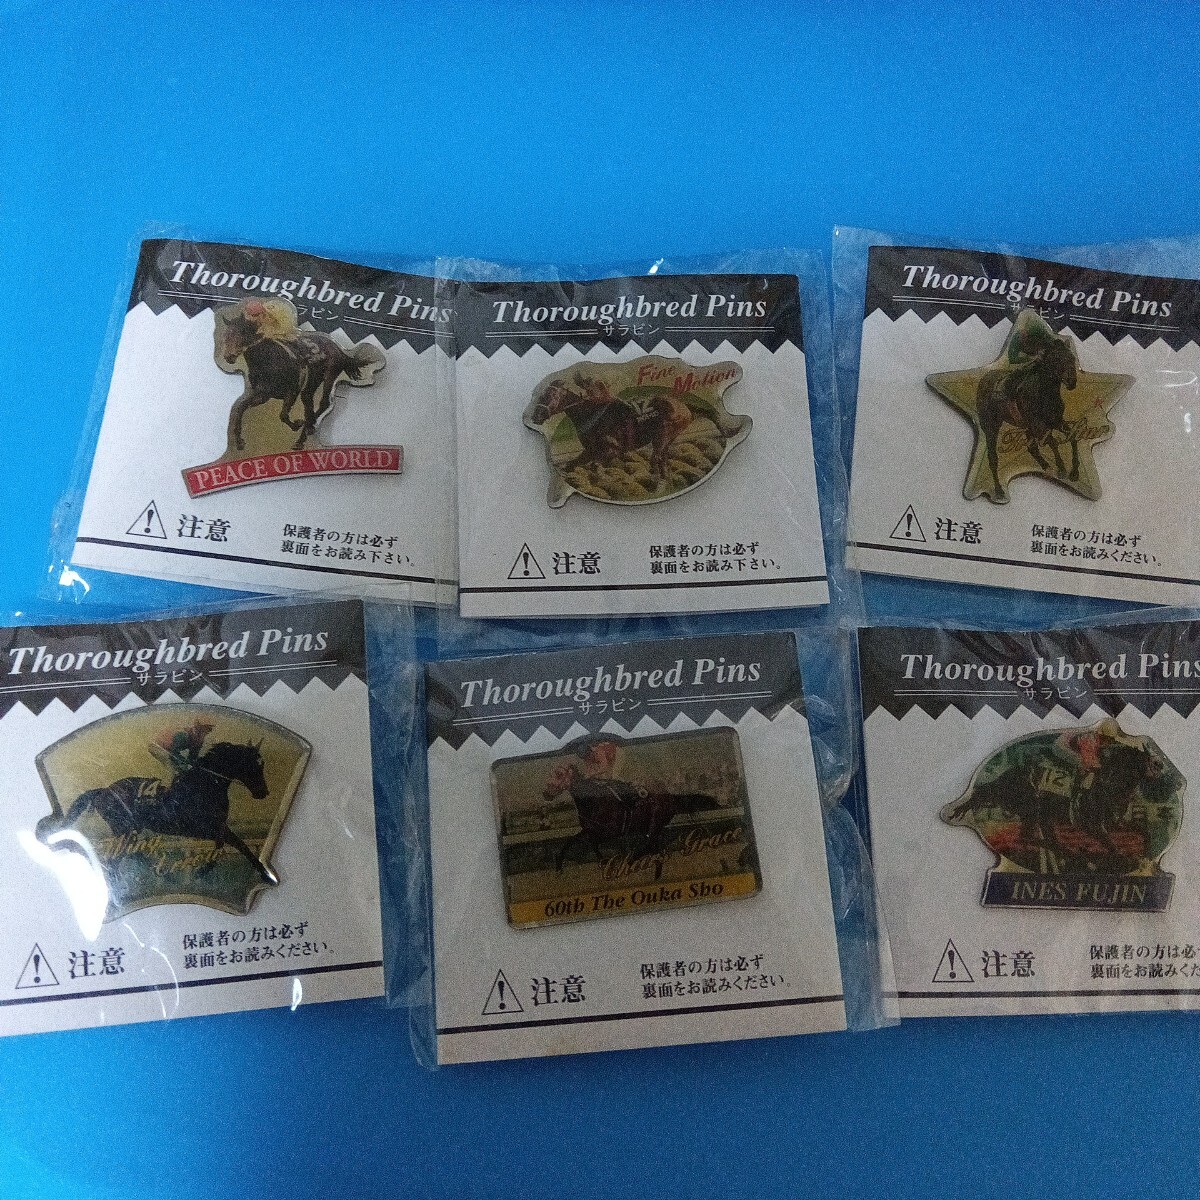 Thoroughbred Pins
サラピン
PEACE OF WORLD
注意
保護者の方は必ず
裏面をお読み下さい。
Thoroughbred Pins
サラピン
Fine
Motion
12
注意
保護者の方は必ず
裏面をお読み下さい。
Thoroughbred Pins
注意
保護者の方は必ず
裏面をお読みください。
Thoroughbred Pins
サラピン
14
Wing
注意
保護者の方は必ず
裏面をお読みください。
Thoroughbred Pins
サラピン
Cheers Grace
60th The Ouka Sho
注意
保護者の方は必ず
裏面をお読みください。
Thoroughbred Pins
サラピン
12
日本
INES FUJIN
注意
保護者の方は必
裏面をお読みくだ